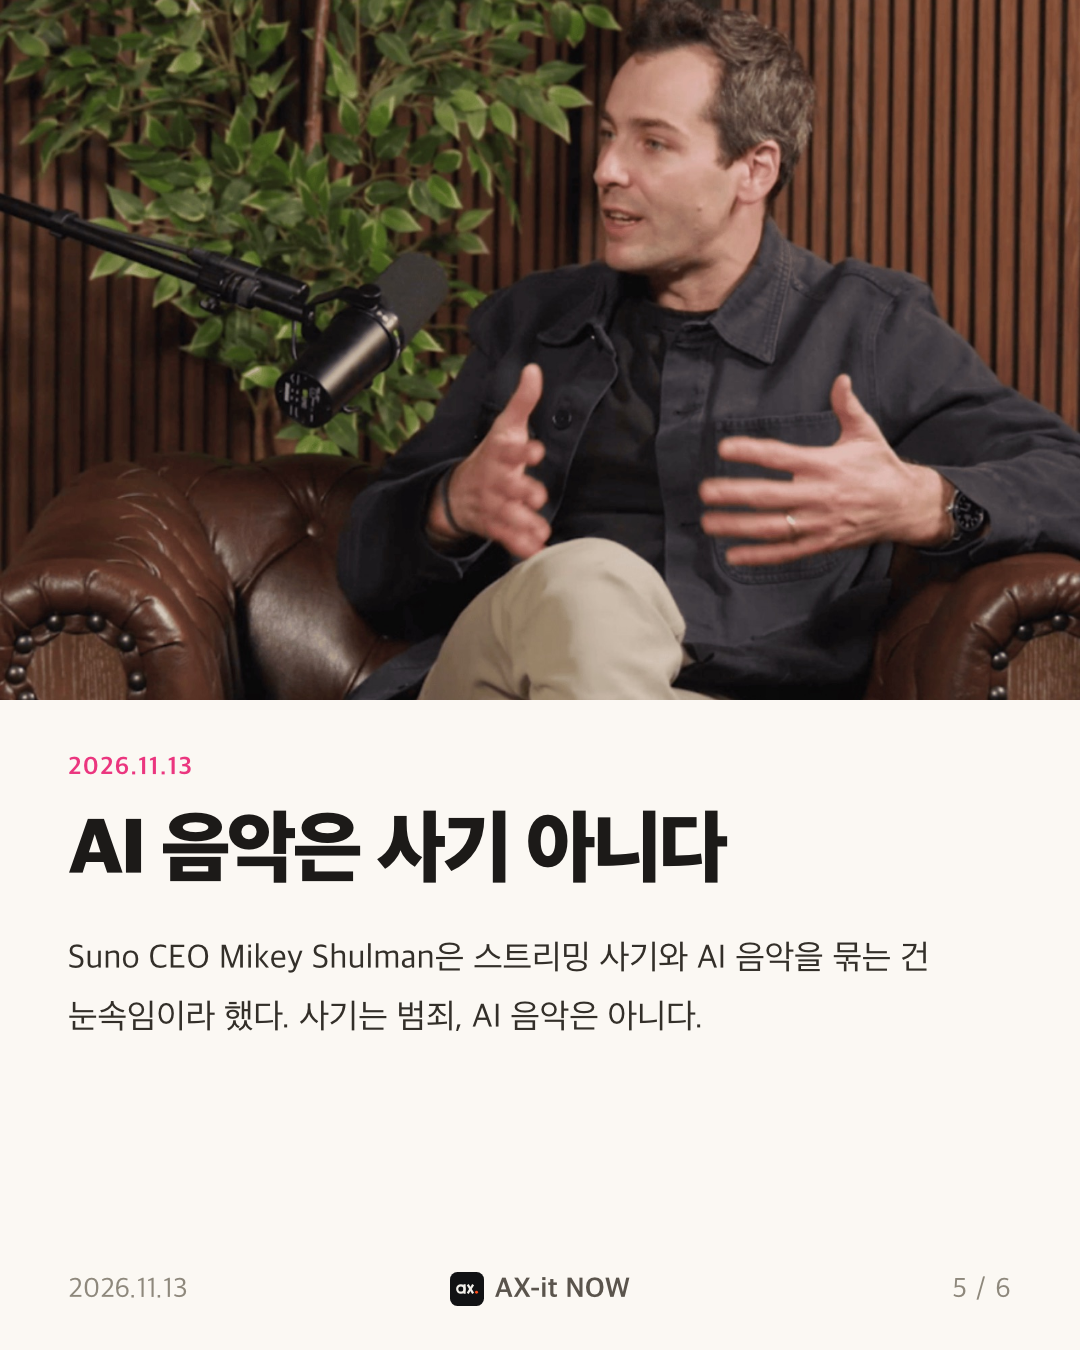 2026.11.13
AI 음악은 사기 아니다
Suno CEO Mikey Shulman은 스트리밍 사기와 AI 음악을 묶는 건
눈속임이라 했다. 사기는 범죄, AI 음악은 아니다.
2026.11.13
ax. AX-it NOW
5 / 6